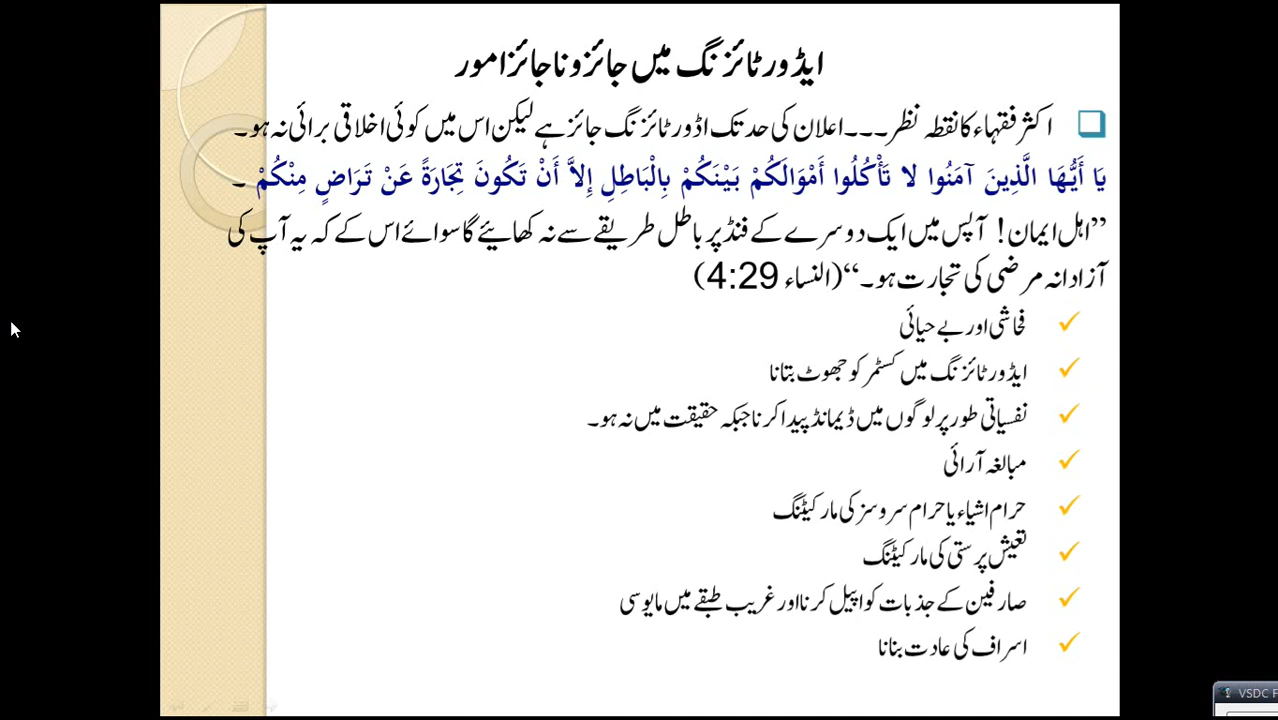 ایڈورٹائزنگ میں جائز و ناجائز امور
اکثر فقہاء کا نقطہ نظر۔۔۔اعلان کی حد تک اڈورٹائزنگ جائز ہے لیکن اس میں کوئی اخلاقی برائی نہ ہو۔
يَا أَيُّهَا الَّذِينَ آمَنُوا لا تَأْكُلُوا أَمْوَالَكُمْ بَيْنَكُمْ بِالْبَاطِلِ إِلاَّ أَنْ تَكُونَ تِجَارَةً عَنْ تَرَاضٍ مِنْكُمْ ۔
”اہل ایمان! آپس میں ایک دوسرے کے فنڈ پر باطل طریقے سے نہ کھائیے گا سوائے اس کے کہ یہ آپ کی
آزادانہ مرضی کی تجارت ہو۔“ (النساء 4:29)
فحاشی اور بے حیائی
ایڈورٹائزنگ میں کسٹمر کو جھوٹ بتانا
نفسیاتی طور پر لوگوں میں ڈیمانڈ پیدا کرنا جبکہ حقیقت میں نہ ہو۔
مبالغہ آرائی
حرام اشیاء یا حرام سروسز کی مارکیٹنگ
تعیش پرستی کی مارکیٹنگ
صارفین کے جذبات کو اپیل کرنا اور غریب طبقے میں مایوسی
اسراف کی عادت بنانا
VSDC F